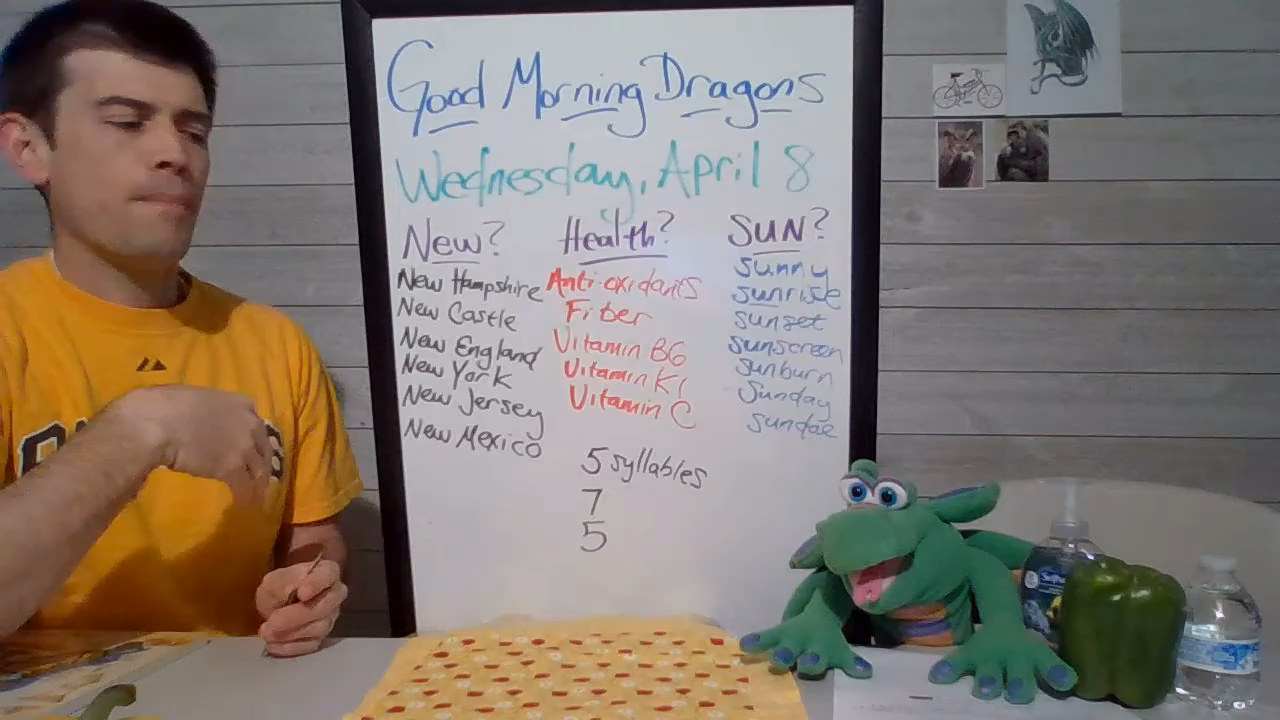 Good Morning Dragons
Wednesday, April 8
New?
New Hampshire
New Castle
New England
New York
New Jersey
New Mexico
Health?
Anti-oxidants
Fiber
Vitamin B6
Vitamin K1
Vitamin C
SUN?
sunny
sunrise
sunset
sunscreen
sunburn
Sunday
sundae
5 syllables
7
5